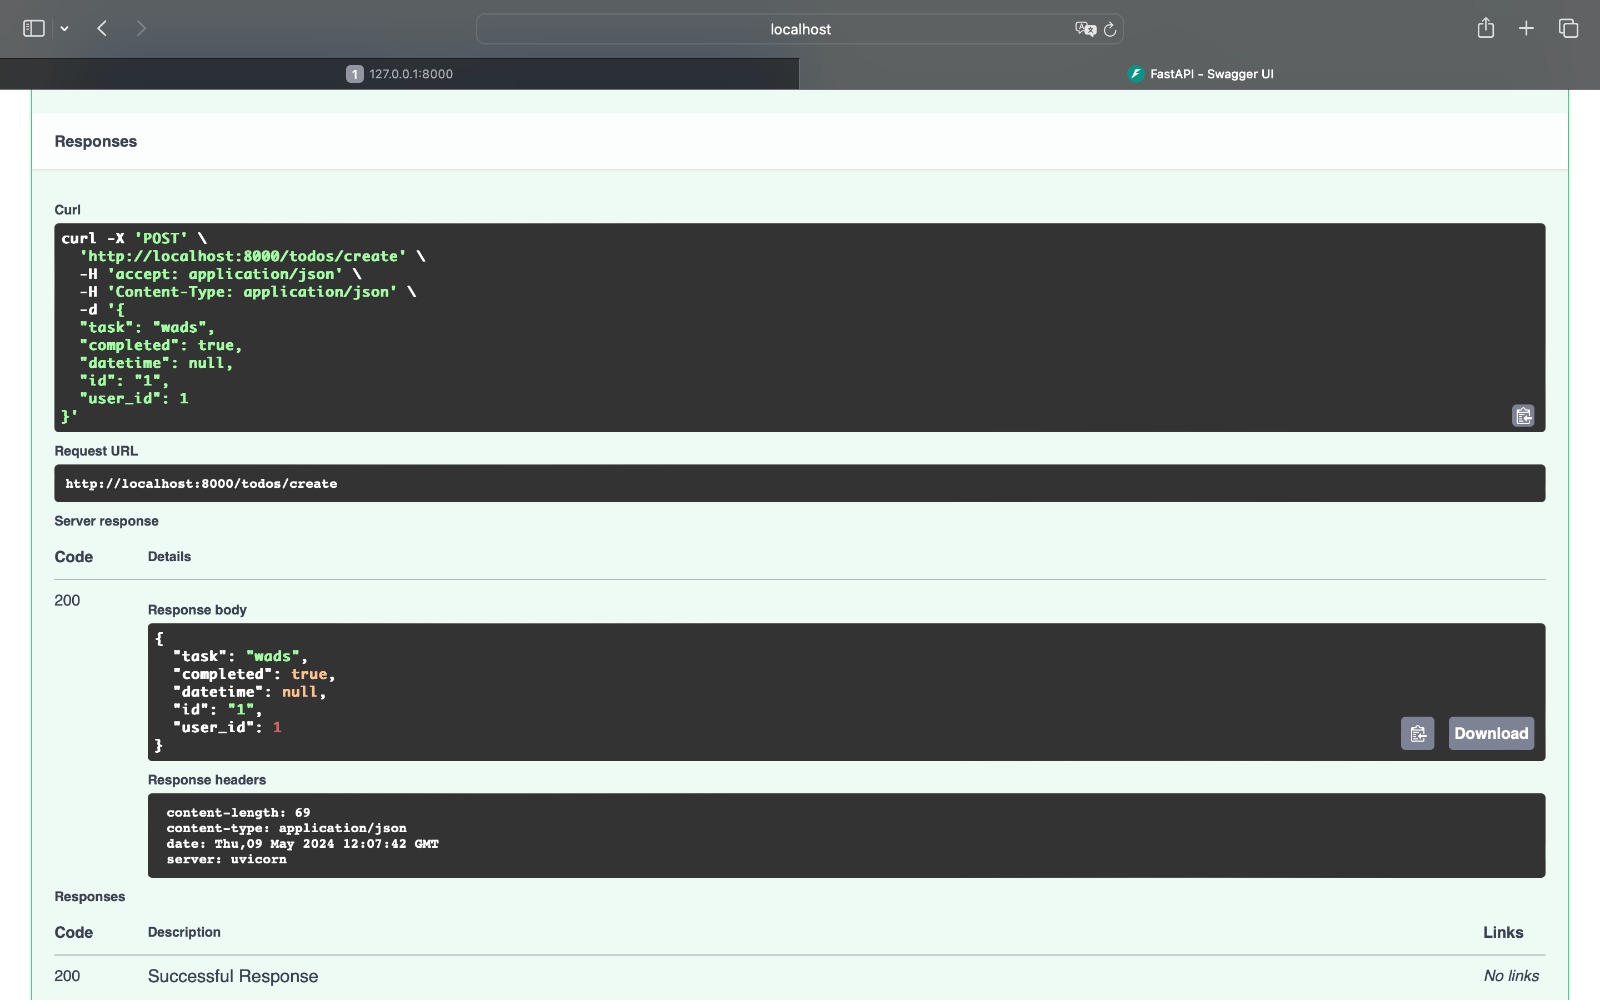 localhost
1 127.0.0.1:8000
FastAPI - Swagger UI
Responses
Curl
curl -X 'POST' \
  'http://localhost:8000/todos/create' \
  -H 'accept: application/json' \
  -H 'Content-Type: application/json' \
  -d '{
  "task": "wads",
  "completed": true,
  "datetime": null,
  "id": "1",
  "user_id": 1
}'
Request URL
http://localhost:8000/todos/create
Server response
Code Details
200
Response body
{
  "task": "wads",
  "completed": true,
  "datetime": null,
  "id": "1",
  "user_id": 1
}
Download
Response headers
content-length: 69
content-type: application/json
date: Thu,09 May 2024 12:07:42 GMT
server: uvicorn
Responses
Code Description Links
200 Successful Response No links